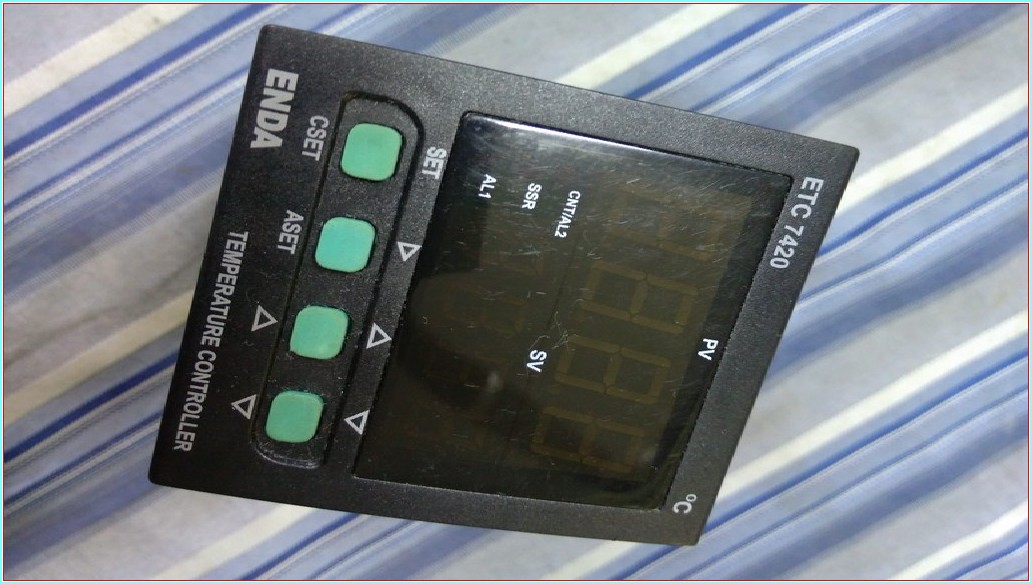 ETC 7420
PV
°C
CNT/AL2
SSR
SV
AL1
SET
CSET
ASET
ENDA
TEMPERATURE CONTROLLER